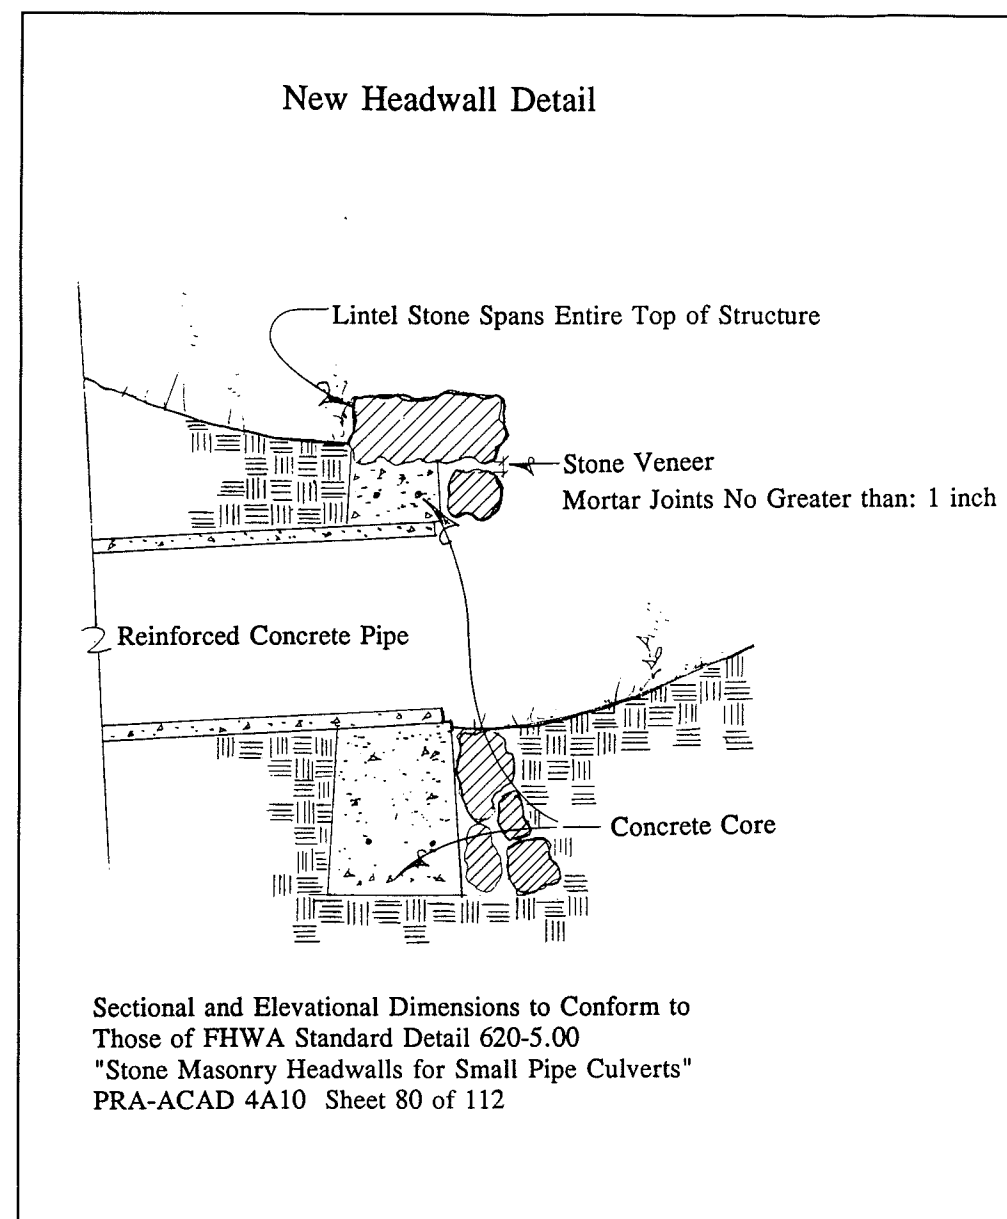 New Headwall Detail
Lintel Stone Spans Entire Top of Structure
Stone Veneer
Mortar Joints No Greater than: 1 inch
Reinforced Concrete Pipe
Concrete Core
Sectional and Elevational Dimensions to Conform to
Those of FHWA Standard Detail 620-5.00
"Stone Masonry Headwalls for Small Pipe Culverts"
PRA-ACAD 4A10 Sheet 80 of 112